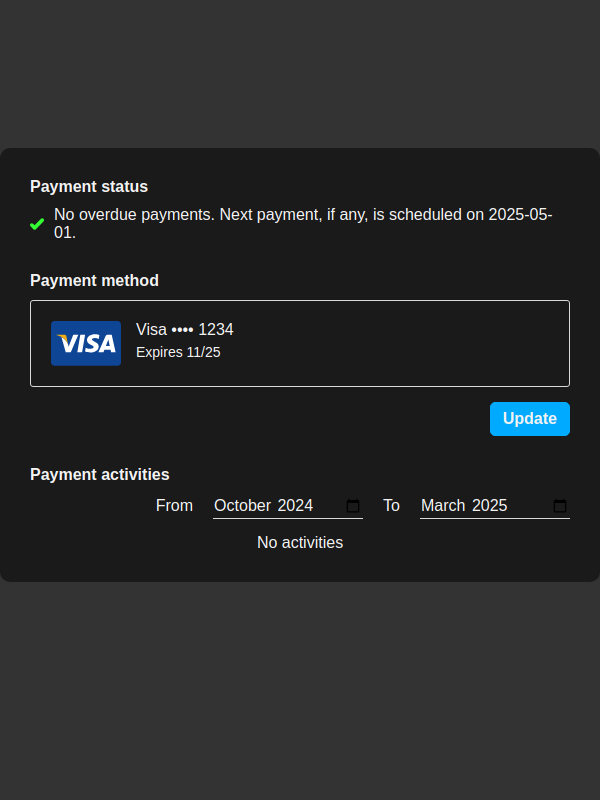 Payment status
No overdue payments. Next payment, if any, is scheduled on 2025-05-
01.
Payment method
VISA
Visa •••• 1234
Expires 11/25
Update
Payment activities
From October 2024 To March 2025
No activities